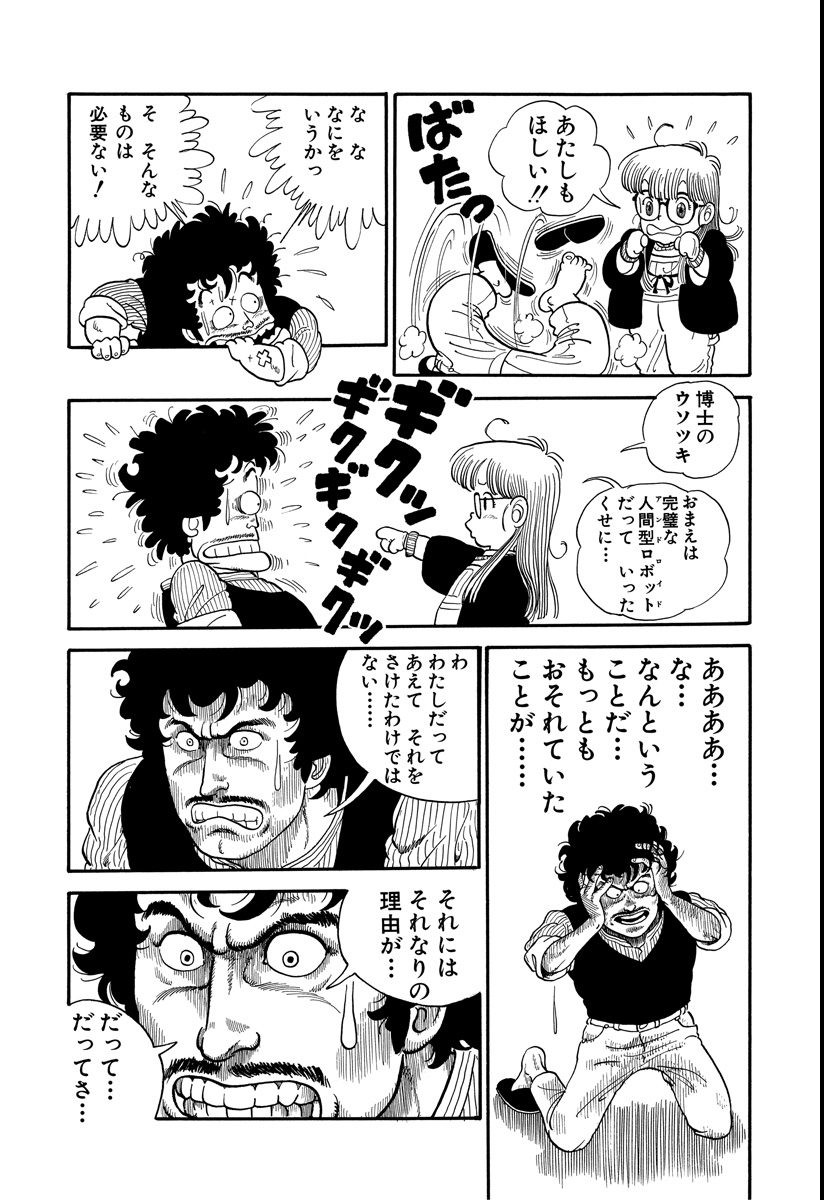 あたしも
ほしい!!
ばたっ
な な
なにを
いうかっ
そ そんな
ものは
必要ない!
博士の
ウソツキ
おまえは
完璧な
人間型ロボット
アンドロイド
だって いった
くせに…
ギクッ
ギクッ
ギクギクッ
ああああ…
な…
なんという
ことだ…
もっとも
おそれていた
ことが……
わ
わたしだって
あえて それを
さけたわけでは
ない……
それには
それなりの
理由が…
だって…
だってさ…